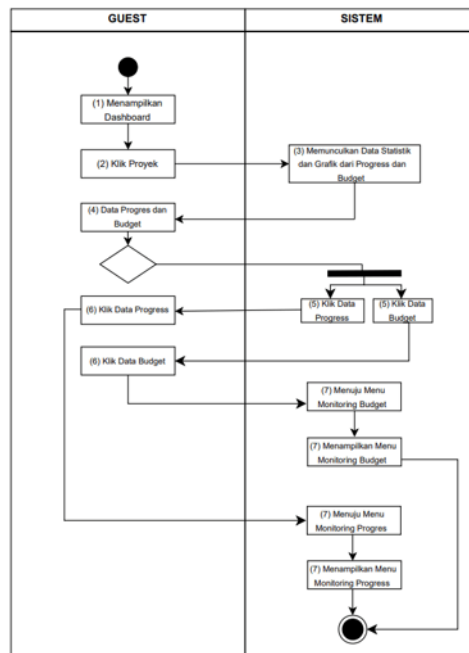 GUEST
SISTEM
(1) Menampilkan
Dashboard
(2) Klik Proyek
(3) Memunculkan Data Statistik
dan Grafik dari Progress dan
Budget
(4) Data Progres dan
Budget
(5) Klik Data
Progress
(5) Klik Data
Budget
(6) Klik Data Progress
(6) Klik Data Budget
(7) Menuju Menu
Monitoring Budget
(7) Menampilkan Menu
Monitoring Budget
(7) Menuju Menu
Monitoring Progres
(7) Menampilkan Menu
Monitoring Progress